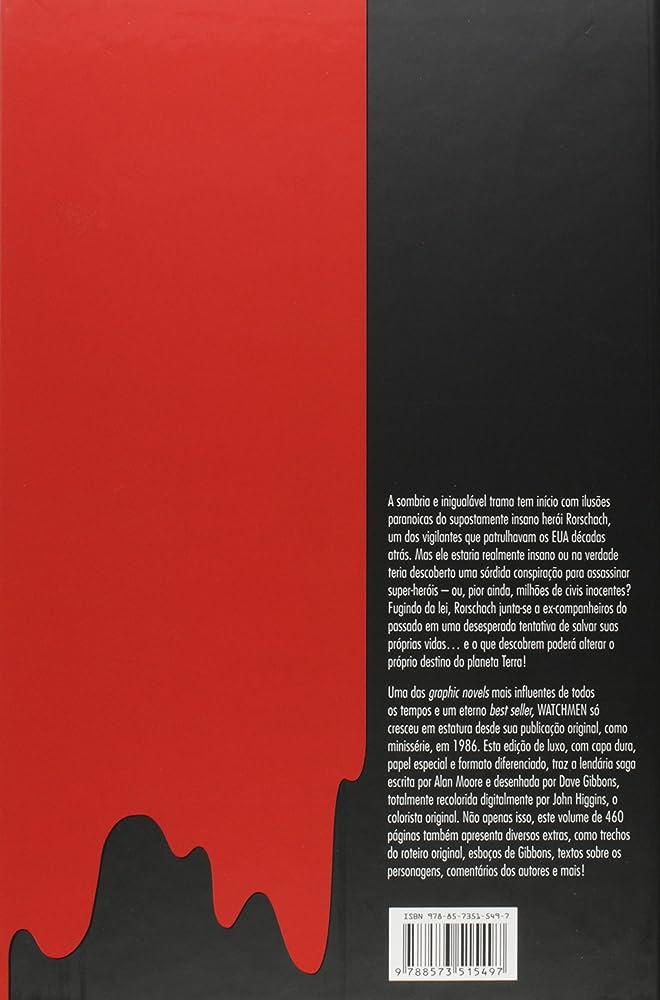 A sombria e inigualável trama tem início com ilusões
paranoicas do supostamente insano herói Rorschach,
um dos vigilantes que patrulhavam os EUA décadas
atrás. Mas ele estaria realmente insano ou na verdade
teria descoberto uma sórdida conspiração para assassinar
super-heróis – ou, pior ainda, milhões de civis inocentes?
Fugindo da lei, Rorschach junta-se a ex-companheiros do
passado em uma desesperada tentativa de salvar suas
próprias vidas... e o que descobrem poderá alterar o
próprio destino do planeta Terra!
Uma das graphic novels mais influentes de todos
os tempos e um eterno best seller, WATCHMEN só
cresceu em estatura desde sua publicação original, como
minissérie, em 1986. Esta edição de luxo, com capa dura,
papel especial e formato diferenciado, traz a lendária saga
escrita por Alan Moore e desenhada por Dave Gibbons,
totalmente recolorida digitalmente por John Higgins, o
colorista original. Não apenas isso, este volume de 460
páginas também apresenta diversos extras, como trechos
do roteiro original, esboços de Gibbons, textos sobre os
personagens, comentários dos autores e mais!
ISBN 978-85-7351-549-7
9 788573 515497